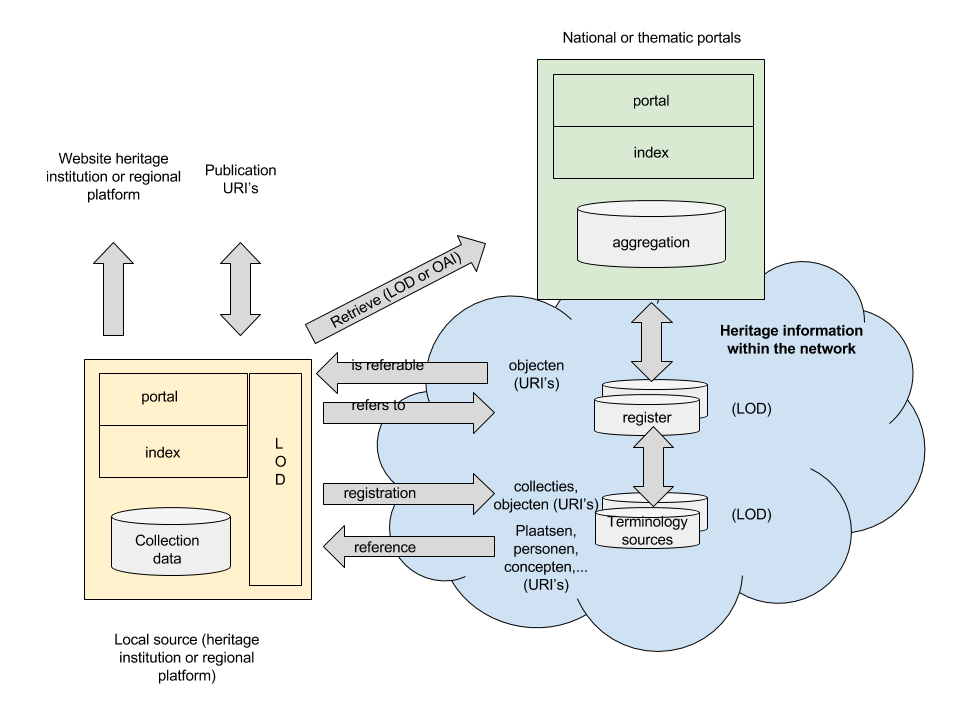 National or thematic portals
portal
index
aggregation
Website heritage
institution or regional
platform
Publication
URI's
Retrieve (LOD or OAI)
Heritage information
within the network
is referable
objecten
(URI's)
refers to
register
(LOD)
portal
index
L
O
D
registration
collecties,
objecten (URI's)
Terminology
sources
(LOD)
Collection
data
reference
Plaatsen,
personen,
concepten,...
(URI's)
Local source (heritage
institution or regional
platform)